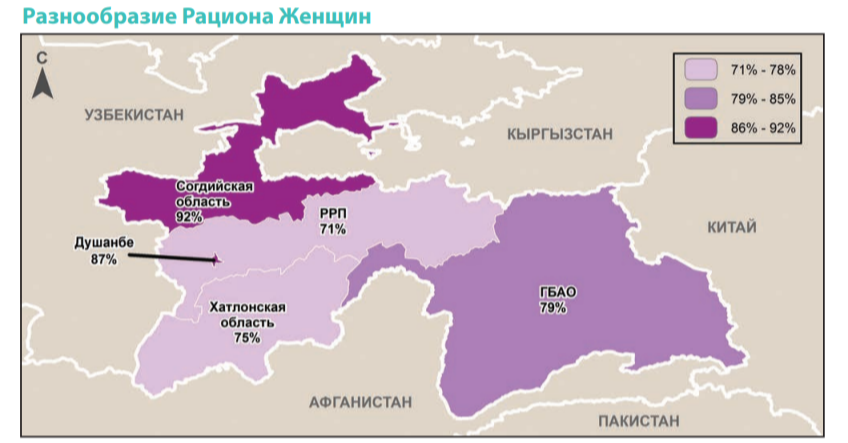 Разнообразие Рациона Женщин
С
71% - 78%
79% - 85%
86% - 92%
УЗБЕКИСТАН
КЫРГЫЗСТАН
Согдийская
область
92%
РРП
71%
КИТАЙ
Душанбе
87%
ГБАО
79%
Хатлонская
область
75%
АФГАНИСТАН
ПАКИСТАН